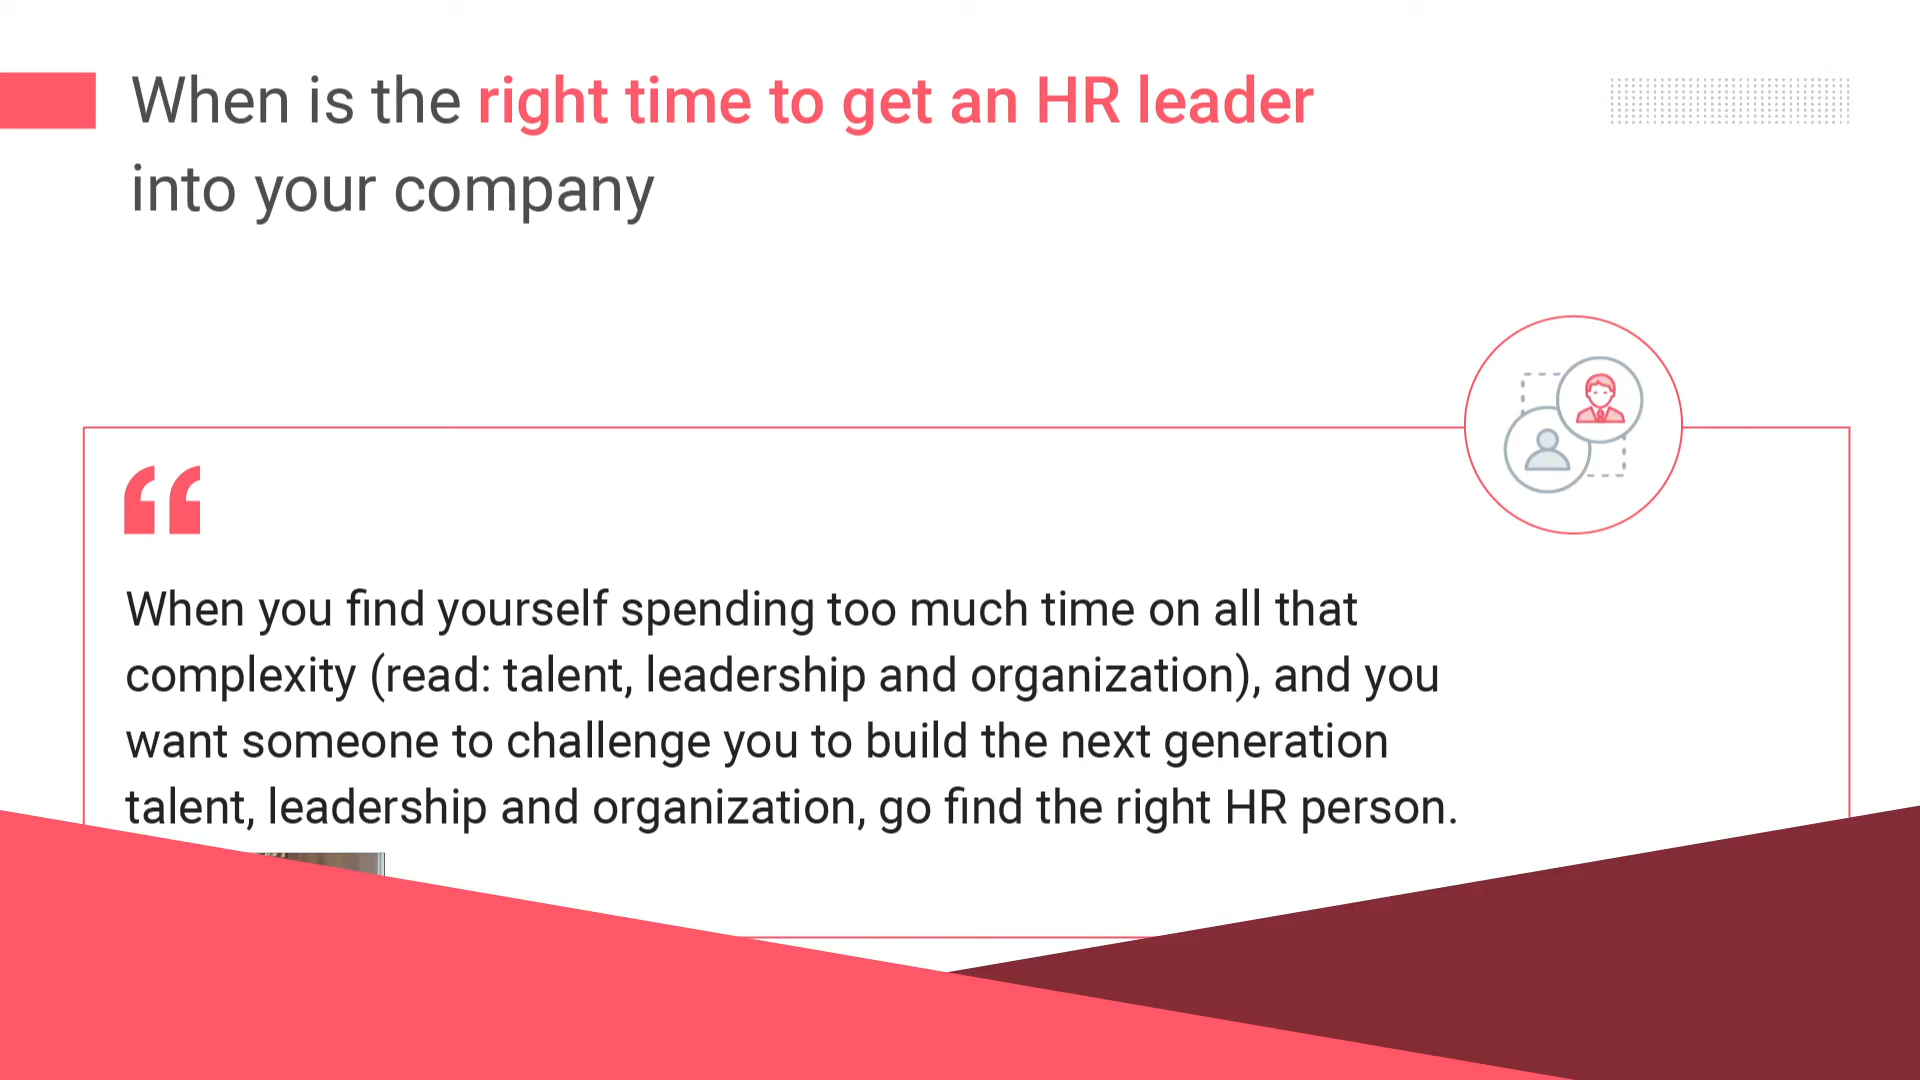 When is the right time to get an HR leader
into your company
“
When you find yourself spending too much time on all that
complexity (read: talent, leadership and organization), and you
want someone to challenge you to build the next generation
talent, leadership and organization, go find the right HR person.